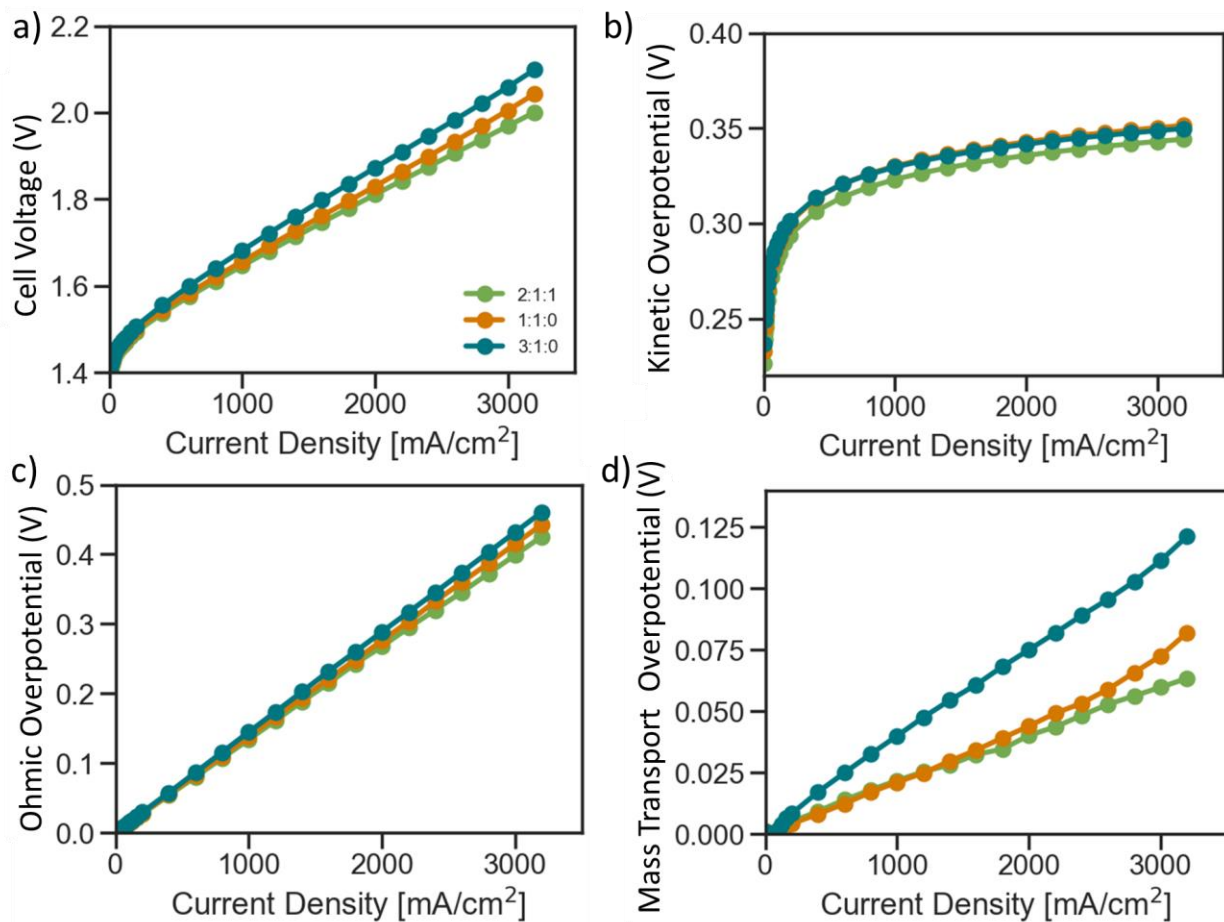 a)
2.2
2.0
1.8
1.6
1.4
Cell Voltage (V)
2:1:1
1:1:0
3:1:0
0 1000 2000 3000
Current Density [mA/cm²]
b)
0.40
0.35
0.30
0.25
Kinetic Overpotential (V)
0 1000 2000 3000
Current Density [mA/cm²]
c)
0.5
0.4
0.3
0.2
0.1
0.0
Ohmic Overpotential (V)
0 1000 2000 3000
Current Density [mA/cm²]
d)
0.125
0.100
0.075
0.050
0.025
0.000
Mass Transport Overpotential (V)
0 1000 2000 3000
Current Density [mA/cm²]